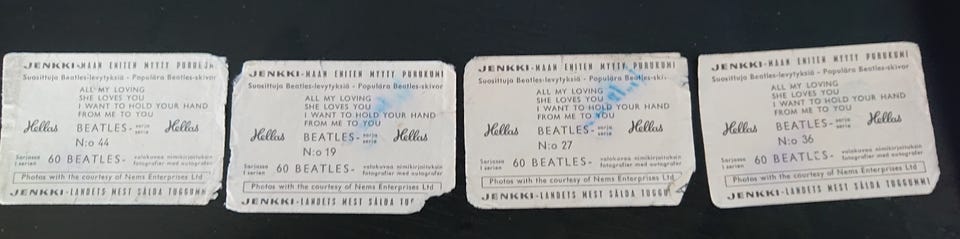 JENKKI-MAAN ENITEN MYYTY PURUKUM
Suosittuja Beatles-levytyksiä - Populära Beatles-skivor
ALL MY LOVING
SHE LOVES YOU
I WANT TO HOLD YOUR HAND
FROM ME TO YOU
Hellas BEATLES- sarja serie Hellas
N:o 44
Sarjassa I serien 60 BEATLES- valokuvaa nimikirjoituksin fotografier med autografer
Photos with the courtesy of Nems Enterprises Ltd
JENKKI-LANDETS MEST SÅLDA TUGGUMMI
JENKKI-MAAN ENITEN MYYTY PURUKUMI
Suosittuja Beatles-levytyksiä - Populära Beatles-skivor
ALL MY LOVING
SHE LOVES YOU
I WANT TO HOLD YOUR HAND
FROM ME TO YOU
Hellas BEATLES- sarja serie Hellas
N:o 19
Sarjassa I serien 60 BEATLES- valokuvaa nimikirjoituksin fotografier med autografer
Photos with the courtesy of Nems Enterprises Ltd
JENKKI-LANDETS MEST SÅLDA TU
JENKKI-MAAN ENITEN MYYTY PURUKUMI
Suosittuja Beatles-levytyksiä - Populära Beatles-ski
ALL MY LOVING
SHE LOVES YOU
I WANT TO HOLD YOUR HAND
FROM ME TO YOU
Hellas BEATLES- sarja serie Hellas
N:o 27
Sarjassa I serien 60 BEATLES- valokuvaa nimikirjoituksin fotografier med autografer
Photos with the courtesy of Nems Enterprises Ltd
JENKKI-LANDETS MEST SÅLDA TUGGUM
JENKKI-MAAN ENITEN MYYTY PURUKUMI
Suosittuja Beatles-levytyksiä - Populära Beatles-skivor
ALL MY LOVING
SHE LOVES YOU
I WANT TO HOLD YOUR HAND
FROM ME TO YOU
Hellas BEATLES- sarja serie Hellas
N:o 36
Sarjassa I serien 60 BEATLES- valokuvaa nimikirjoituksin fotografier med autografer
Photos with the courtesy of Nems Enterprises Ltd
JENKKI-LANDETS MEST SÅLDA TUGGUMMI